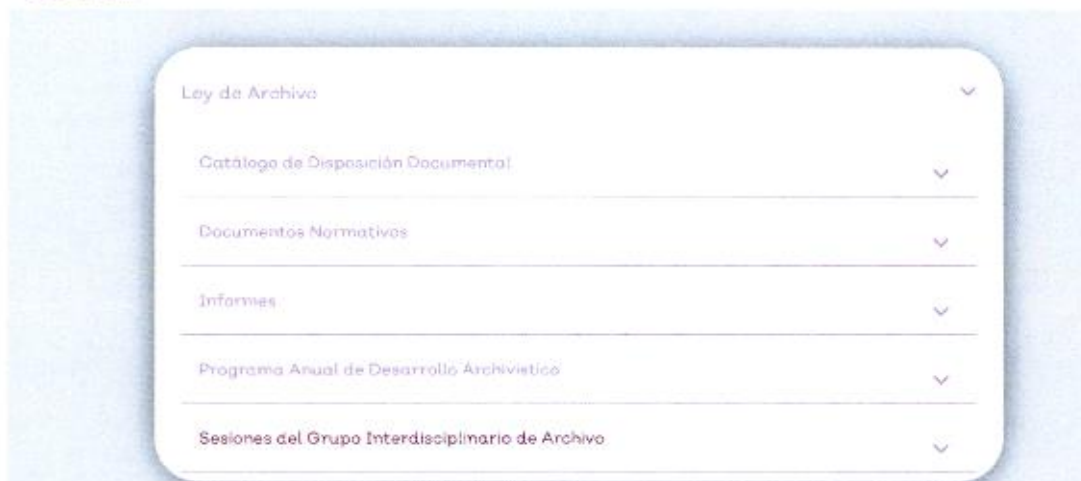 Ley de Archivo
Catálogo de Disposición Documental
Documentos Normativos
Informes
Programa Anual de Desarrollo Archivístico
Sesiones del Grupo Interdisciplinario de Archivo